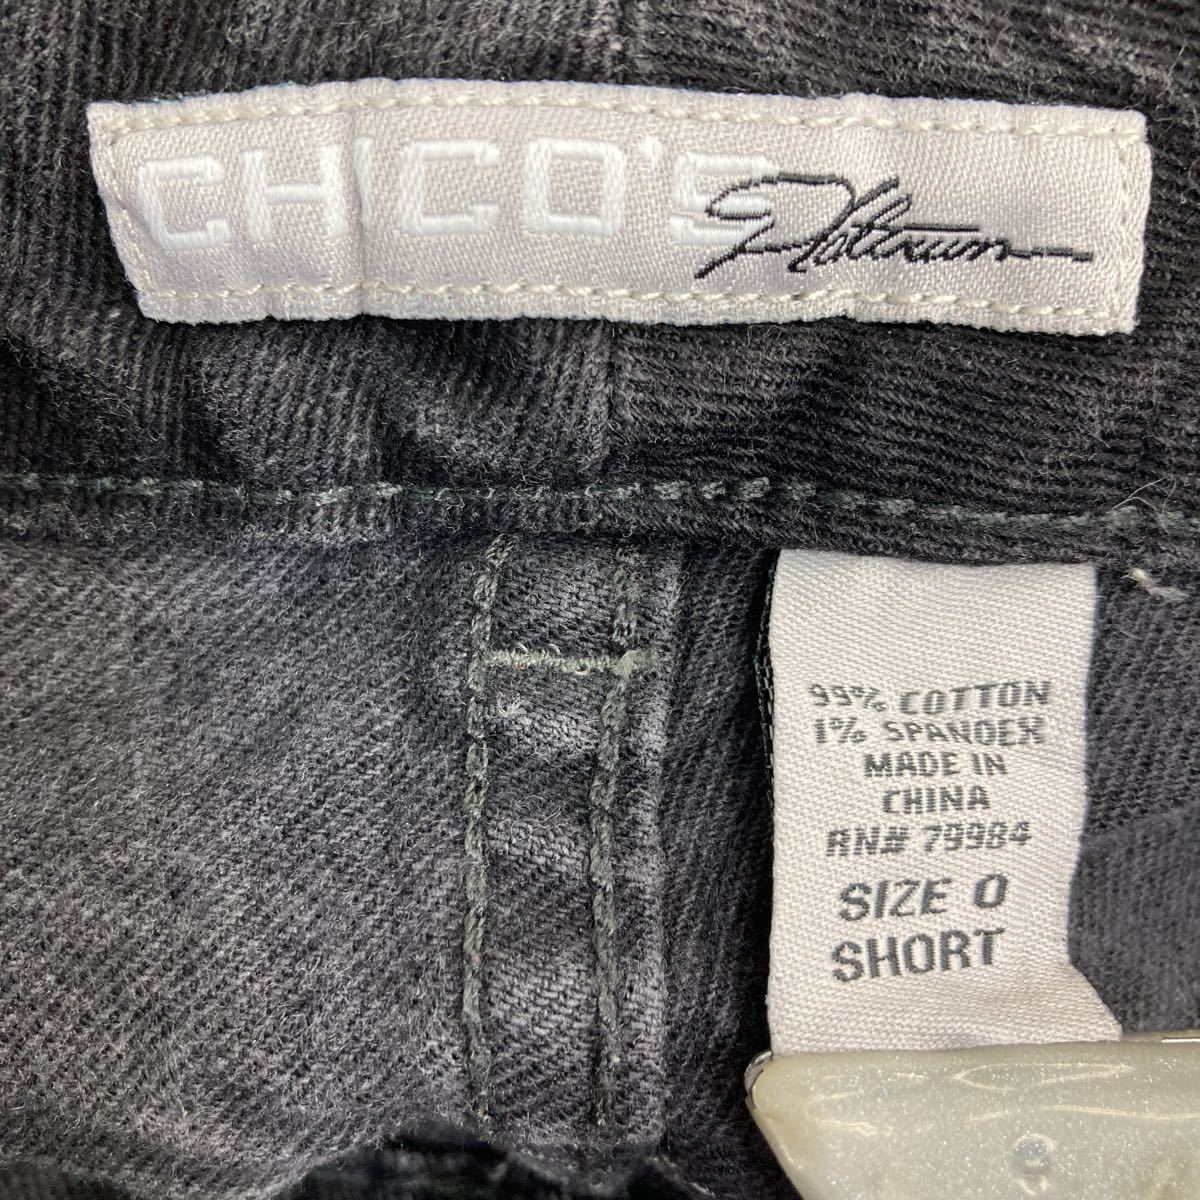 CHICO'S Platinum
99% COTTON
1% SPANDEX
MADE IN
CHINA
RN# 79984
SIZE 0
SHORT